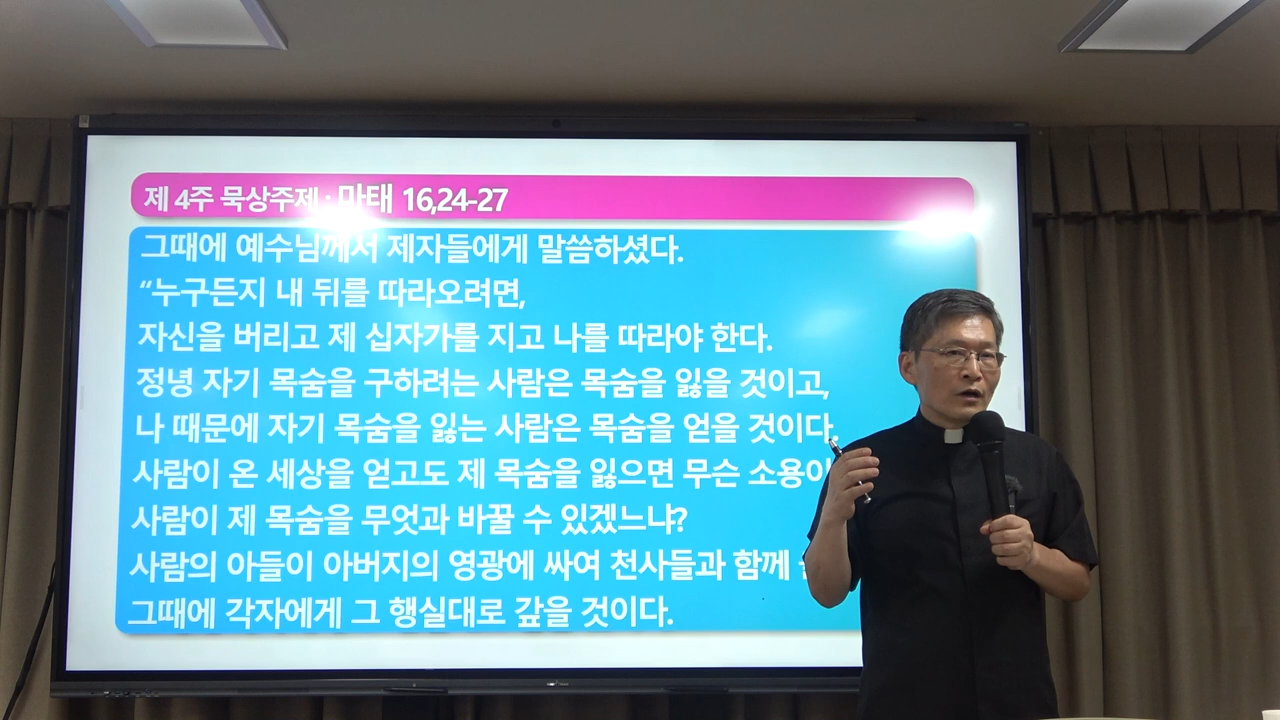 제 4주 묵상주제 : 마태 16,24-27
그때에 예수님께서 제자들에게 말씀하셨다.
“누구든지 내 뒤를 따라오려면,
자신을 버리고 제 십자가를 지고 나를 따라야 한다.
정녕 자기 목숨을 구하려는 사람은 목숨을 잃을 것이고,
나 때문에 자기 목숨을 잃는 사람은 목숨을 얻을 것이다.
사람이 온 세상을 얻고도 제 목숨을 잃으면 무슨 소용이
사람이 제 목숨을 무엇과 바꿀 수 있겠느냐?
사람의 아들이 아버지의 영광에 싸여 천사들과 함께
그때에 각자에게 그 행실대로 갚을 것이다.